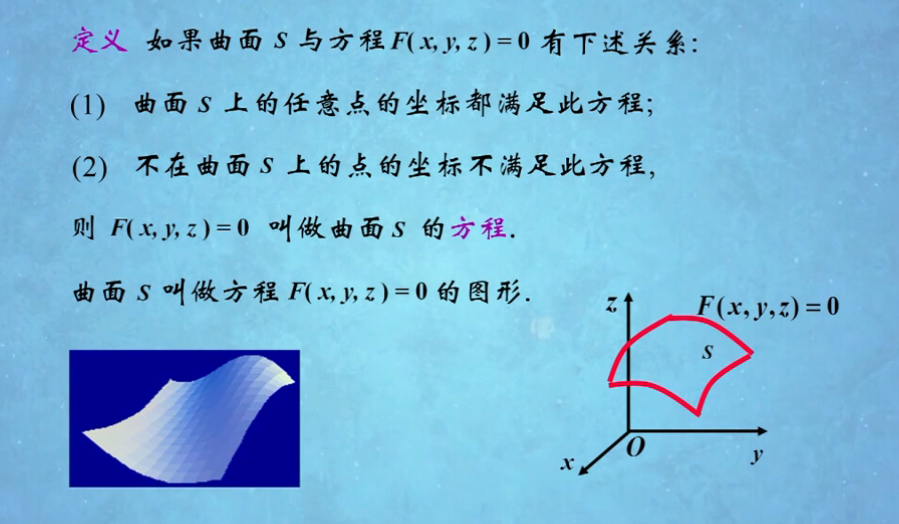 定义 如果曲面 S 与方程 F(x, y, z) = 0 有下述关系:
(1) 曲面 S 上的任意点的坐标都满足此方程;
(2) 不在曲面 S 上的点的坐标不满足此方程,
则 F(x, y, z) = 0 叫做曲面 S 的方程.
曲面 S 叫做方程 F(x, y, z) = 0 的图形.
z F(x, y, z) = 0
S
O
x y